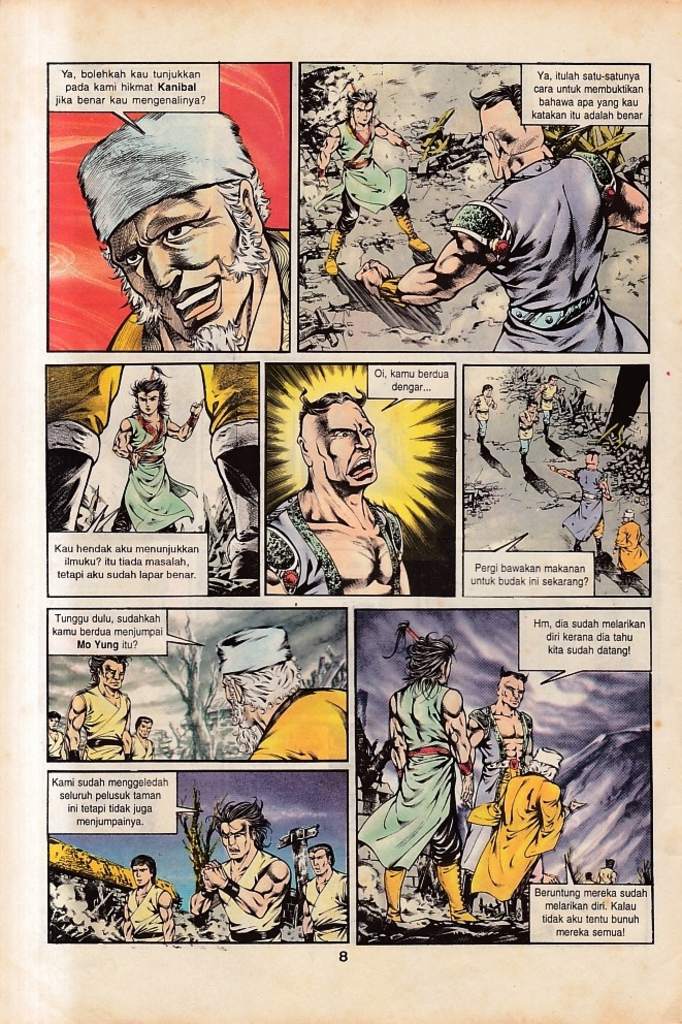 Ya, bolehkah kau tunjukkan
pada kami hikmat Kanibal
jika benar kau mengenalinya?
Ya, itulah satu-satunya
cara untuk membuktikan
bahawa apa yang kau
katakan itu adalah benar
Kau hendak aku menunjukkan
ilmuku? itu tiada masalah,
tetapi aku sudah lapar benar.
Oi, kamu berdua
dengar...
Pergi bawakan makanan
untuk budak ini sekarang?
Tunggu dulu, sudahkah
kamu berdua menjumpai
Mo Yung itu?
Kami sudah menggeledah
seluruh pelusuk taman
ini tetapi tidak juga
menjumpainya.
Hm, dia sudah melarikan
diri kerana dia tahu
kita sudah datang!
Beruntung mereka sudah
melarikan diri. Kalau
tidak aku tentu bunuh
mereka semua!
8